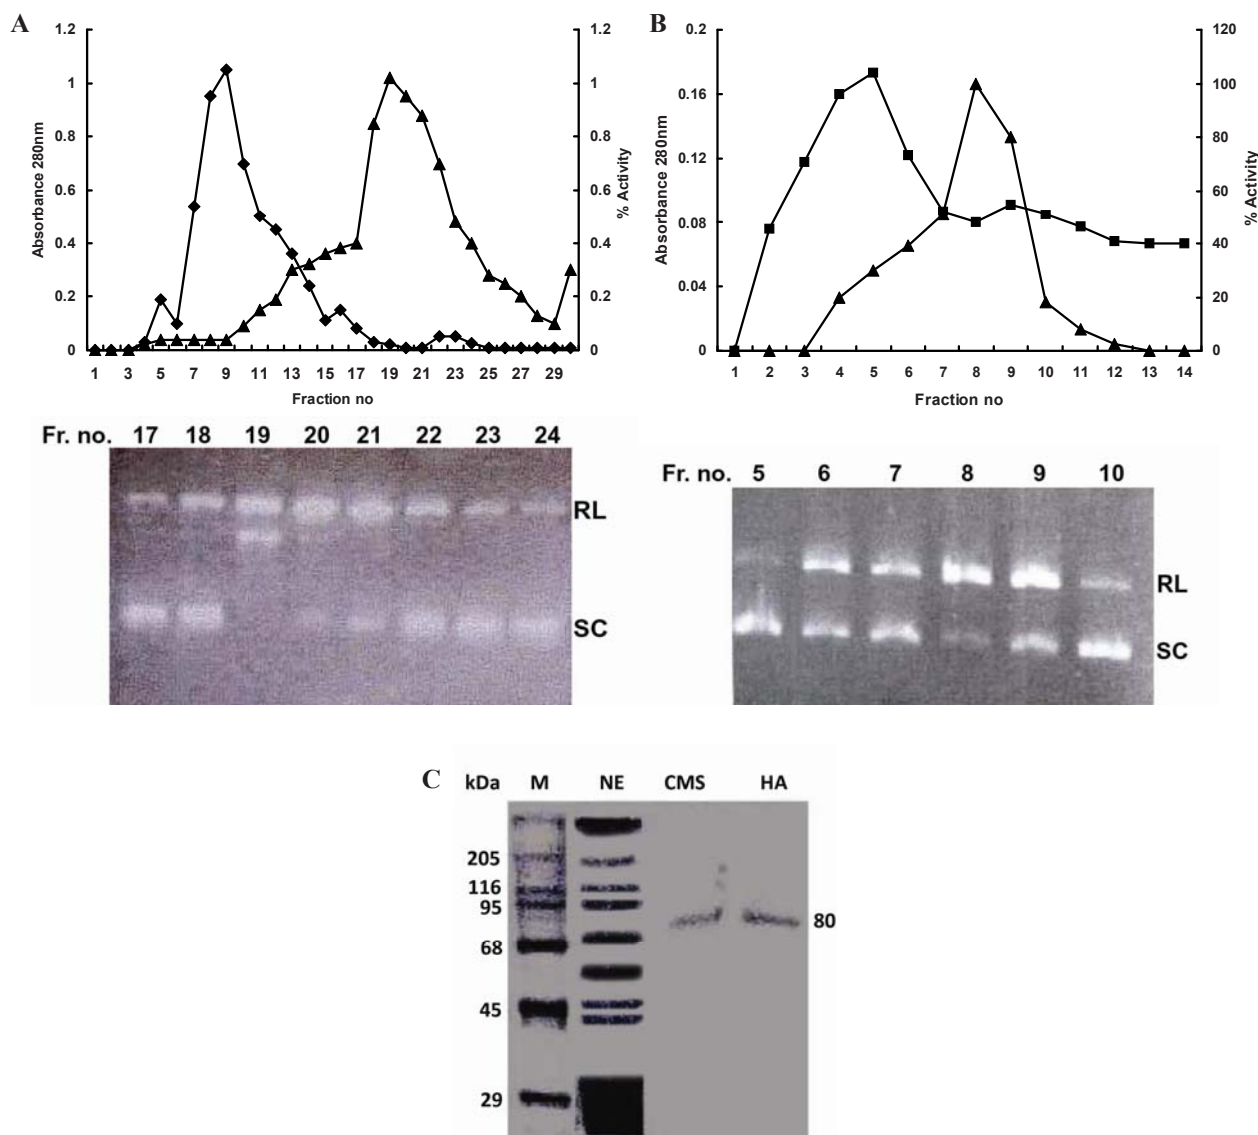 A
Absorbance 280nm
1.2
1
0.8
0.6
0.4
0.2
0
1 3 5 7 9 11 13 15 17 19 21 23 25 27 29
Fraction no
1.2
1
0.8
0.6
0.4
0.2
0
% Activity
B
Absorbance 280nm
0.2
0.16
0.12
0.08
0.04
0
1 2 3 4 5 6 7 8 9 10 11 12 13 14
Fraction no
120
100
80
60
40
20
0
% Activity
Fr. no. 17 18 19 20 21 22 23 24
RL
SC
Fr. no. 5 6 7 8 9 10
RL
SC
C
kDa M NE CMS HA
205
116
95
80
68
45
29